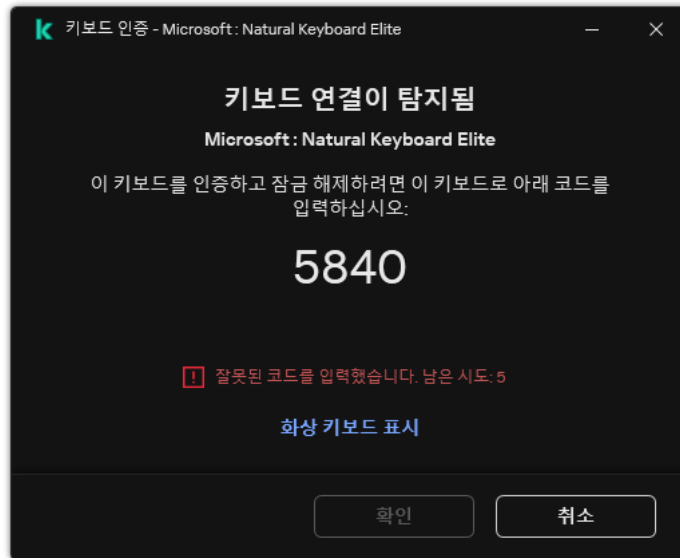 키보드 인증 - Microsoft : Natural Keyboard Elite
키보드 연결이 탐지됨
Microsoft : Natural Keyboard Elite
이 키보드를 인증하고 잠금 해제하려면 이 키보드로 아래 코드를
입력하십시오:
5840
잘못된 코드를 입력했습니다. 남은 시도: 5
화상 키보드 표시
확인
취소